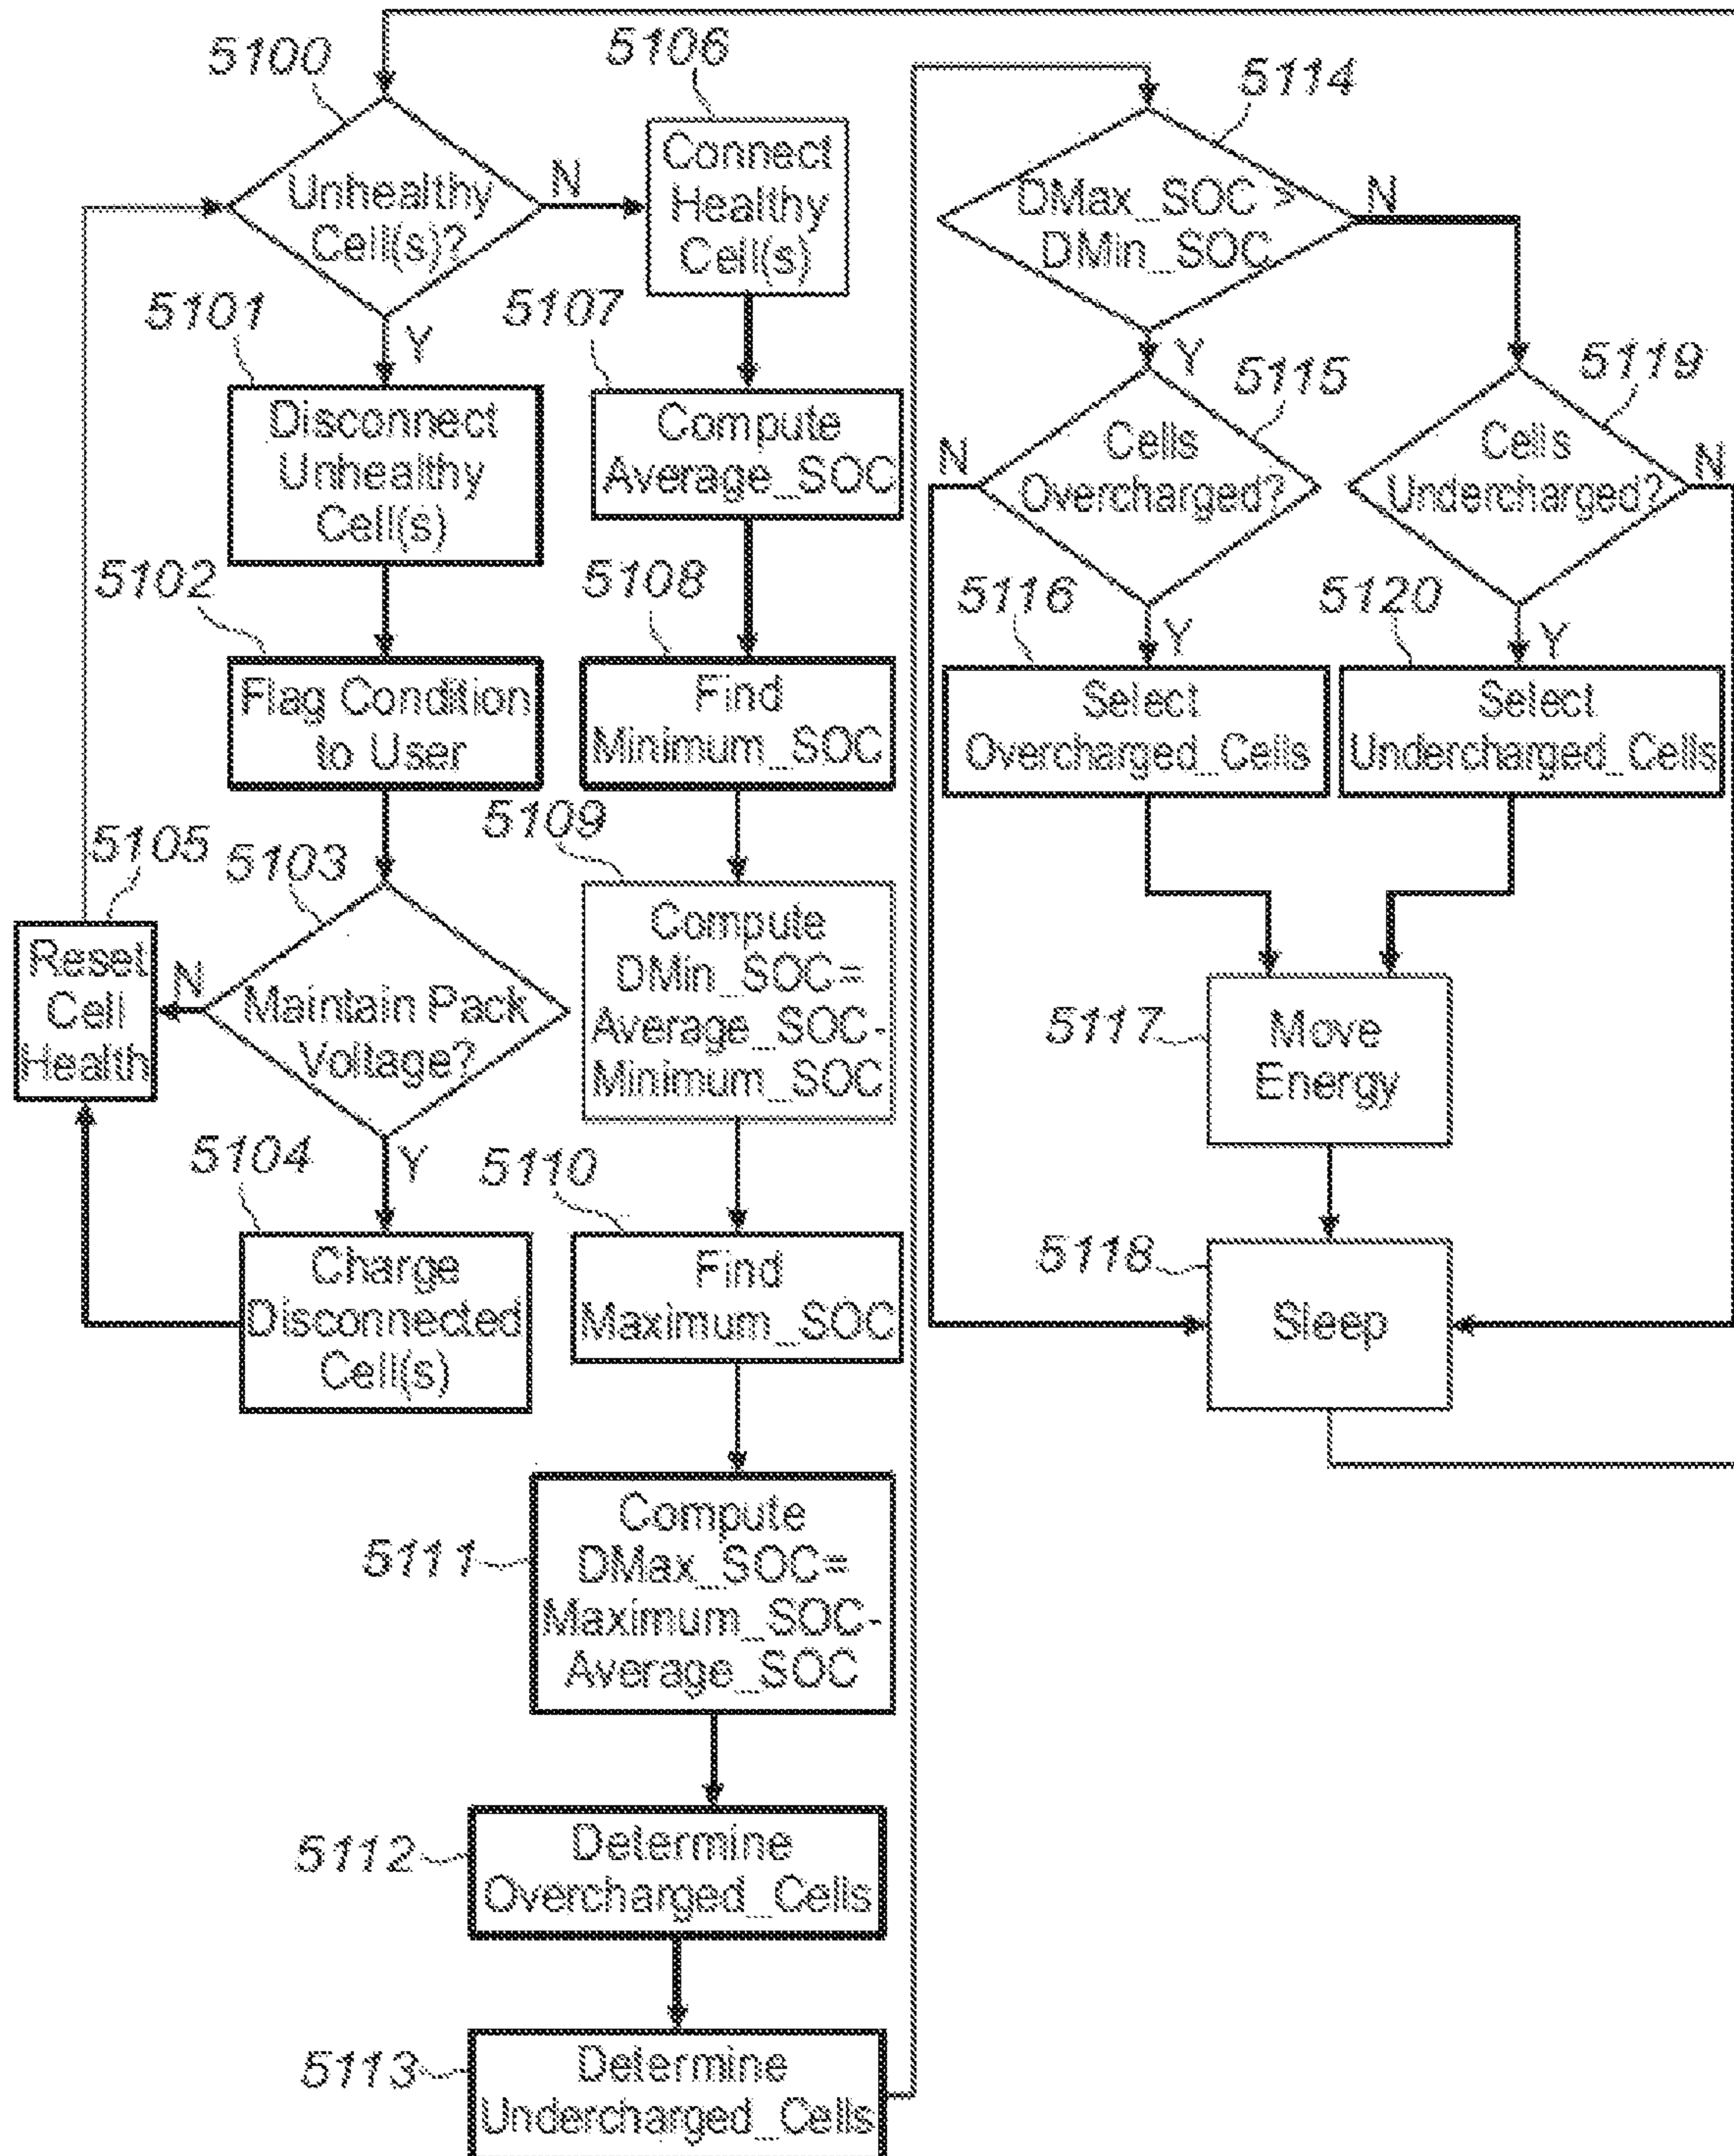 5100
Unhealthy
Cell(s)?
N
Y
5101
Disconnect
Unhealthy
Cell(s)
5102
Flag Condition
to User
5103
Maintain Pack
Voltage?
N
Y
5105
Reset
Cell
Health
5104
Charge
Disconnected
Cell(s)
5106
Connect
Healthy
Cell(s)
5107
Compute
Average_SOC
5108
Find
Minimum_SOC
5109
Compute
DMin_SOC=
Average_SOC-
Minimum_SOC
5110
Find
Maximum_SOC
5111
Compute
DMax_SOC=
Maximum_SOC-
Average_SOC
5112
Determine
Overcharged_Cells
5113
Determine
Undercharged_Cells
5114
DMax_SOC >
DMin_SOC
N
Y
5115
Cells
Overcharged?
N
Y
5119
Cells
Undercharged?
N
Y
5116
Select
Overcharged_Cells
5120
Select
Undercharged_Cells
5117
Move
Energy
5118
Sleep